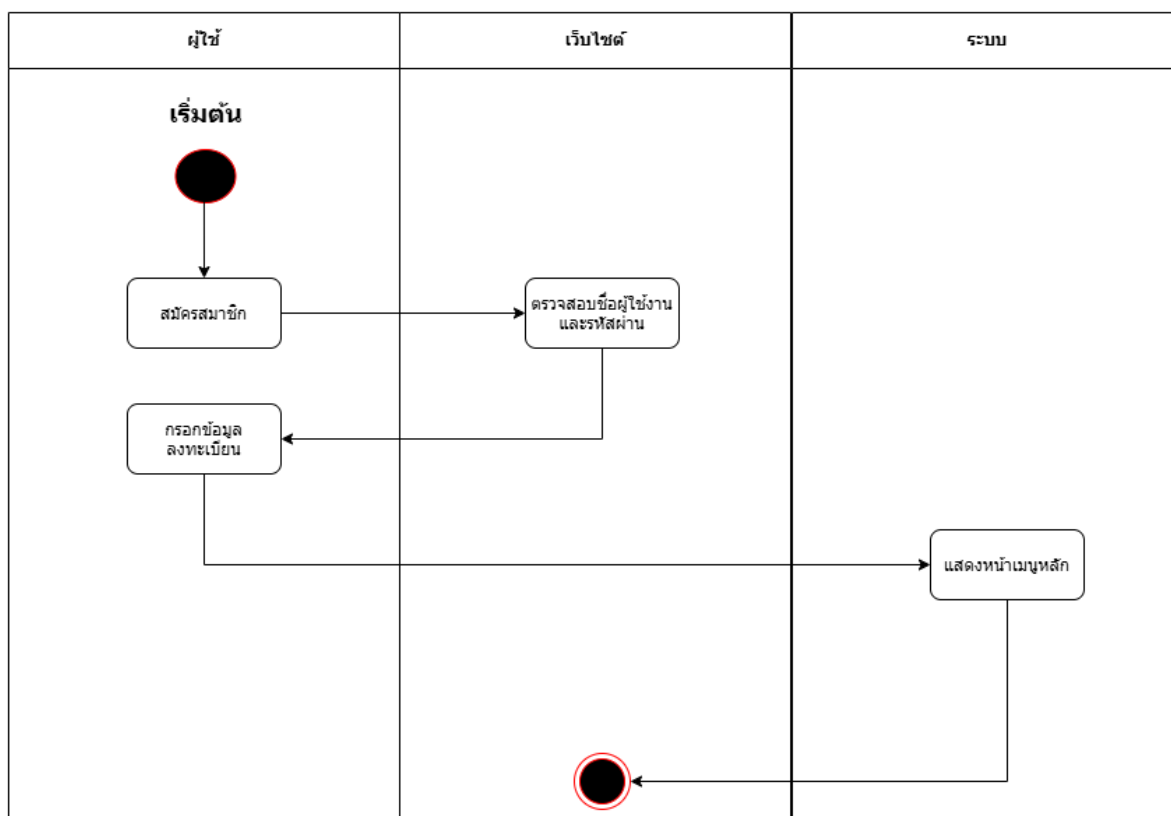 ผู้ใช้
เว็บไซต์
ระบบ
เริ่มต้น
สมัครสมาชิก
ตรวจสอบชื่อผู้ใช้งาน
และรหัสผ่าน
กรอกข้อมูล
ลงทะเบียน
แสดงหน้าเมนูหลัก